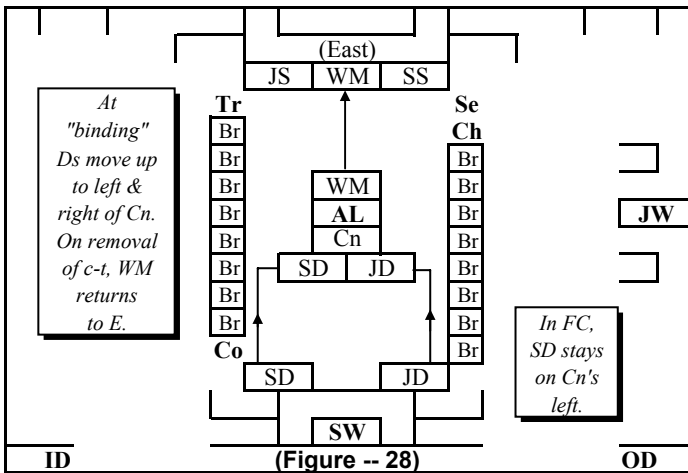 (East)
JS WM SS
Tr
Br
Br
Br
Br
Br
Br
Br
Br
Co
Se
Ch
Br
Br
Br
Br
Br
Br
Br
Br
At
"binding"
Ds move up
to left &
right of Cn.
On removal
of c-t, WM
returns
to E.
WM
AL
Cn
SD JD
JW
SD JD
In FC,
SD stays
on Cn's
left.
SW
ID (Figure -- 28) OD